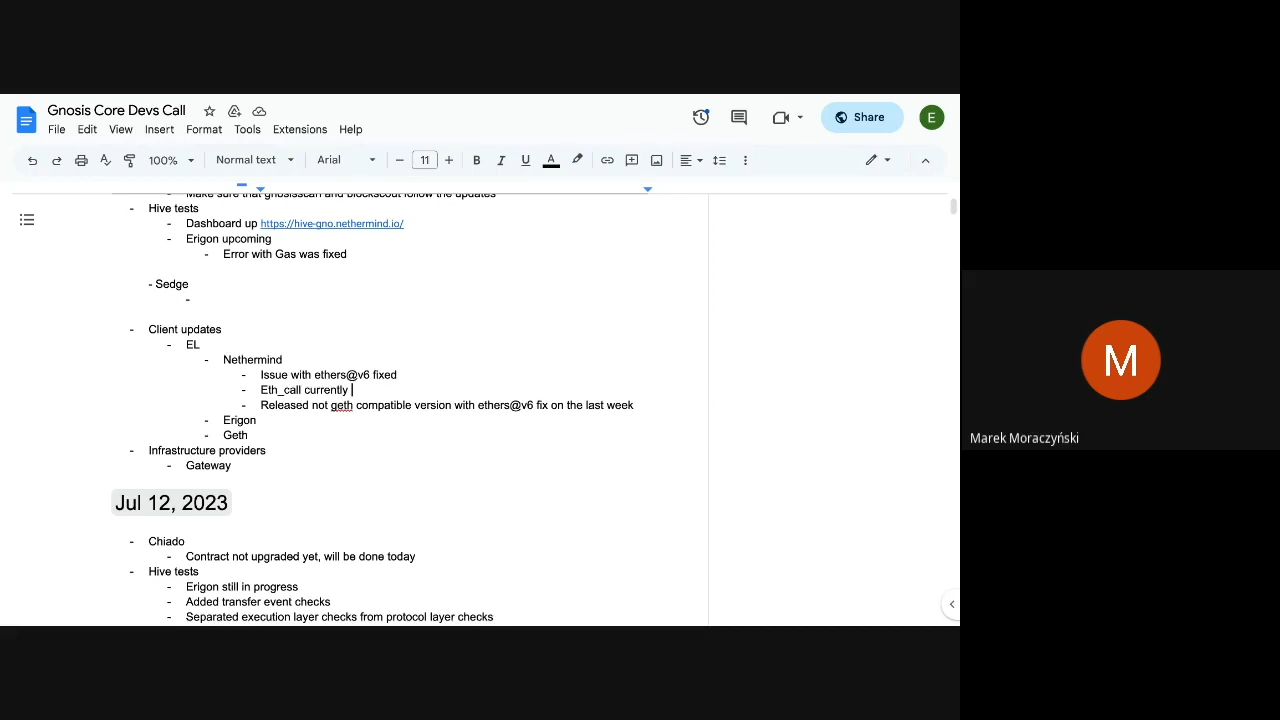 Gnosis Core Devs Call
File Edit View Insert Format Tools Extensions Help
Share
E
100% Normal text Arial − 11 + B I U A
- Make sure that gnosisscan and blockscout follow the updates
- Hive tests
- Dashboard up https://hive-gno.nethermind.io/
- Erigon upcoming
- Error with Gas was fixed
- Sedge
-
- Client updates
- EL
- Nethermind
- Issue with ethers@v6 fixed
- Eth_call currently
- Released not geth compatible version with ethers@v6 fix on the last week
- Erigon
- Geth
- Infrastructure providers
- Gateway
Jul 12, 2023
- Chiado
- Contract not upgraded yet, will be done today
- Hive tests
- Erigon still in progress
- Added transfer event checks
- Separated execution layer checks from protocol layer checks
M
Marek Moraczyński